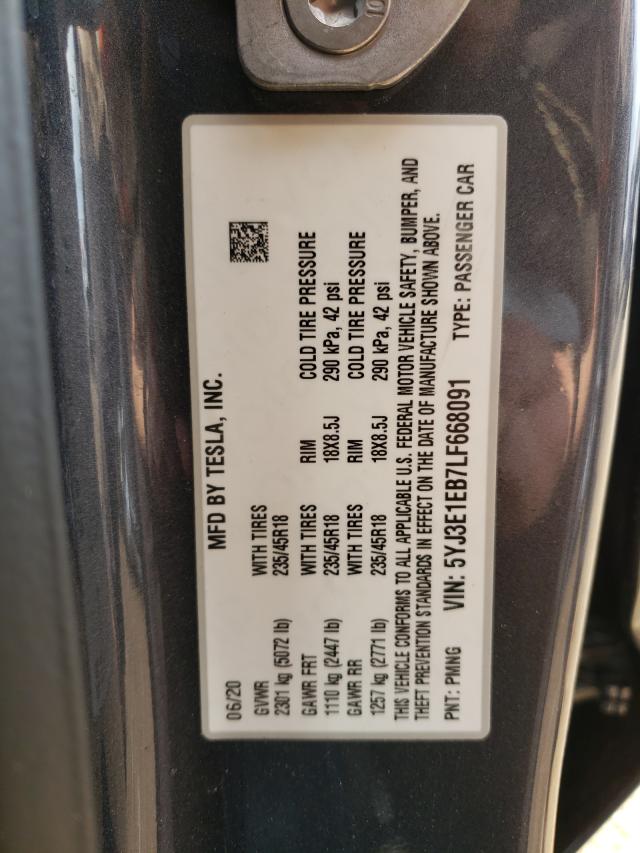 MFD BY TESLA, INC.
06/20
GVWR WITH TIRES
2301 kg (5072 lb) 235/45R18
GAWR FRT WITH TIRES RIM COLD TIRE PRESSURE
1110 kg (2447 lb) 235/45R18 18X8.5J 290 kPa, 42 psi
GAWR RR WITH TIRES RIM COLD TIRE PRESSURE
1257 kg (2771 lb) 235/45R18 18X8.5J 290 kPa, 42 psi
THIS VEHICLE CONFORMS TO ALL APPLICABLE U.S. FEDERAL MOTOR VEHICLE SAFETY, BUMPER, AND
THEFT PREVENTION STANDARDS IN EFFECT ON THE DATE OF MANUFACTURE SHOWN ABOVE.
PNT: PMNG VIN: 5YJ3E1EB7LF668091 TYPE: PASSENGER CAR